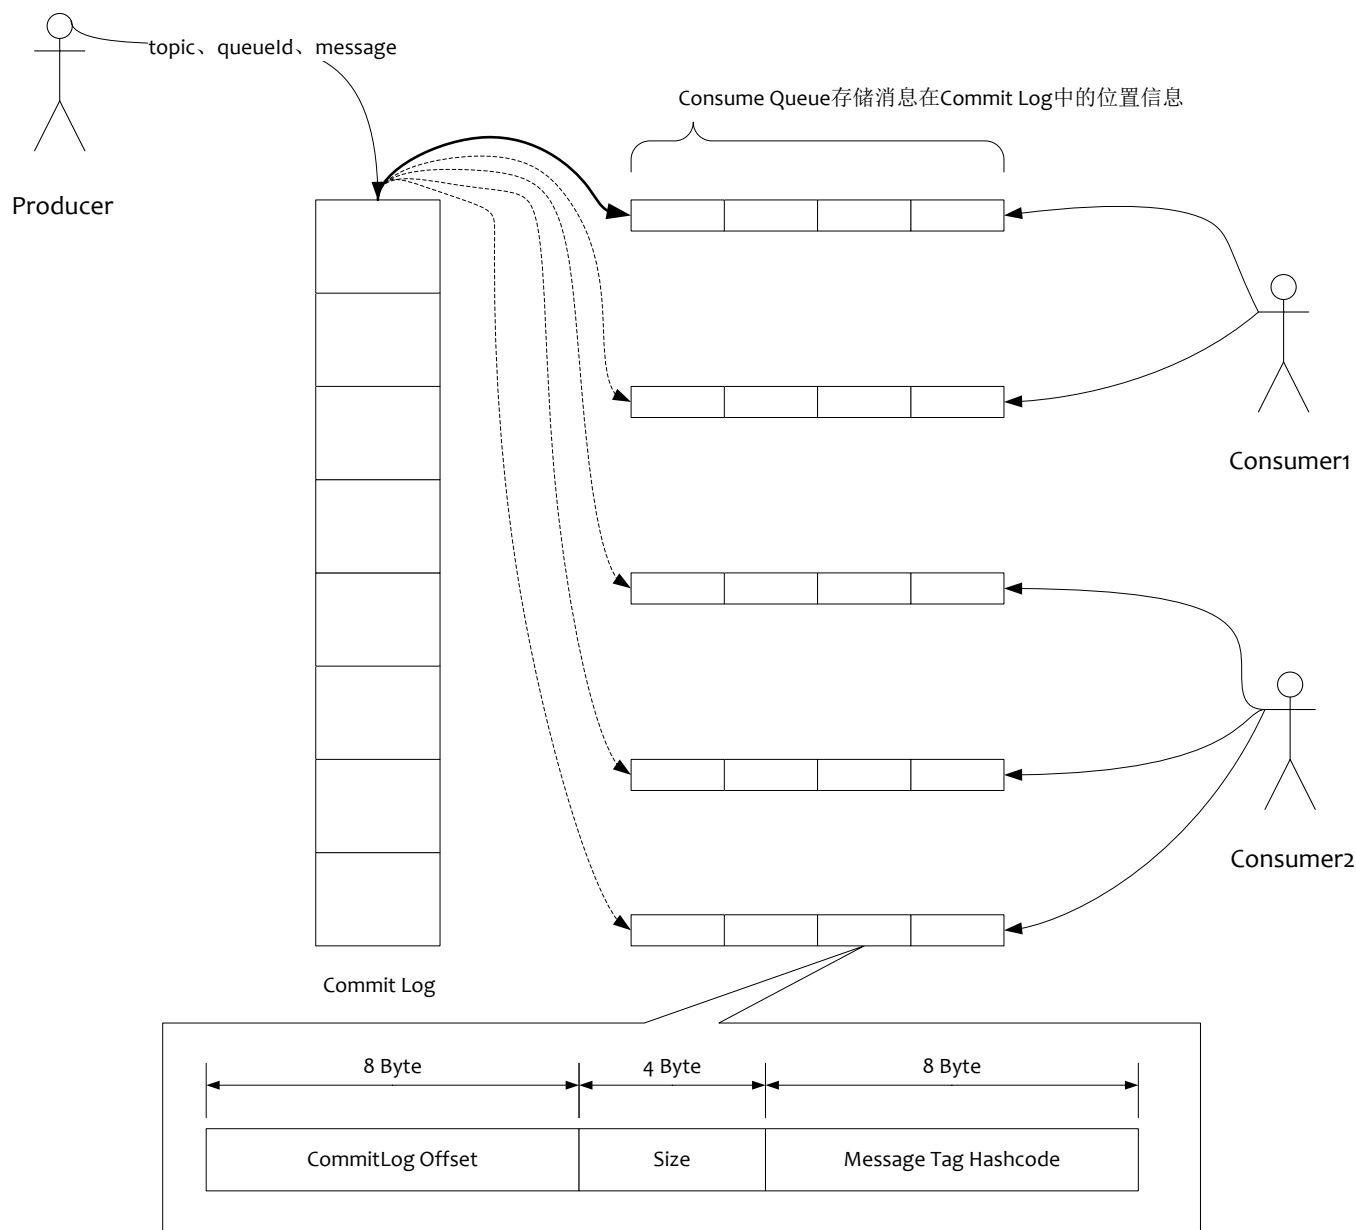 topic、queueId、message
Consume Queue存储消息在Commit Log中的位置信息
Producer
Consumer1
Consumer2
Commit Log
8 Byte
4 Byte
8 Byte
CommitLog Offset
Size
Message Tag Hashcode